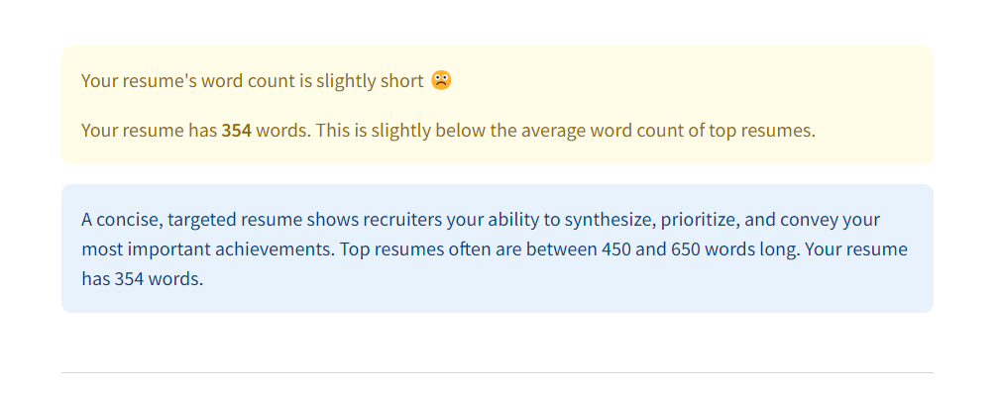 Your resume's word count is slightly short 🙁
Your resume has 354 words. This is slightly below the average word count of top resumes.
A concise, targeted resume shows recruiters your ability to synthesize, prioritize, and convey your
most important achievements. Top resumes often are between 450 and 650 words long. Your resume
has 354 words.